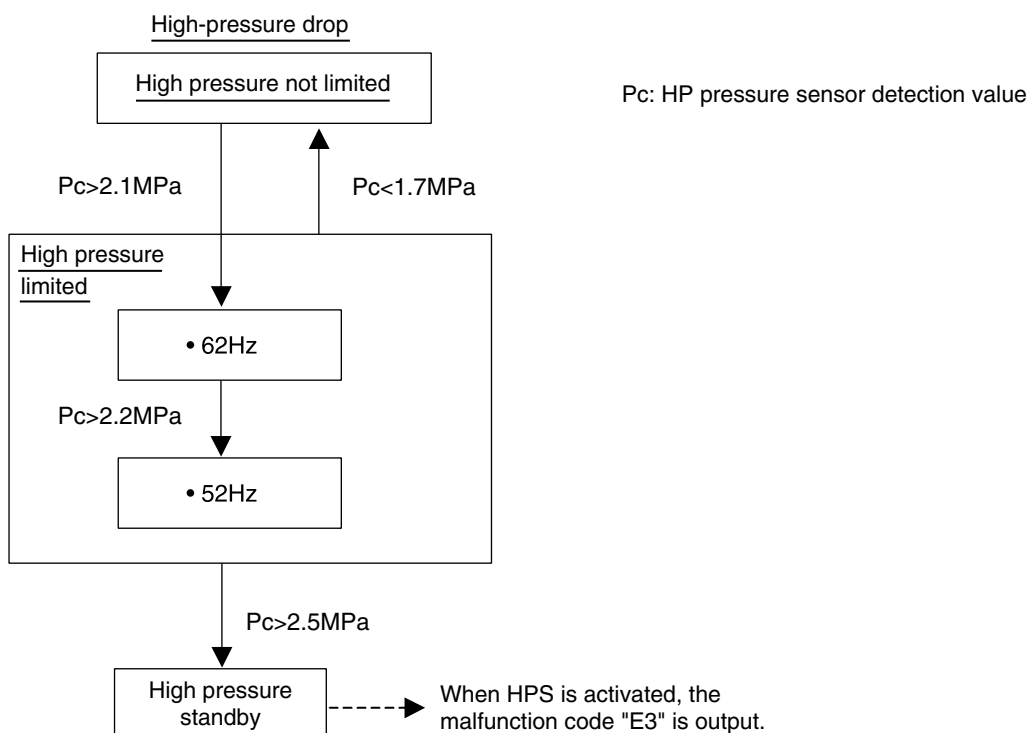 High-pressure drop
High pressure not limited
Pc: HP pressure sensor detection value
Pc>2.1MPa
Pc<1.7MPa
High pressure
limited
• 62Hz
Pc>2.2MPa
• 52Hz
Pc>2.5MPa
High pressure
standby
When HPS is activated, the
malfunction code "E3" is output.